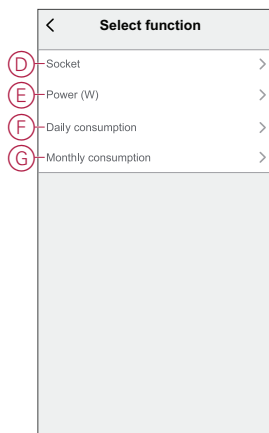 Select function
D Socket
E Power (W)
F Daily consumption
G Monthly consumption